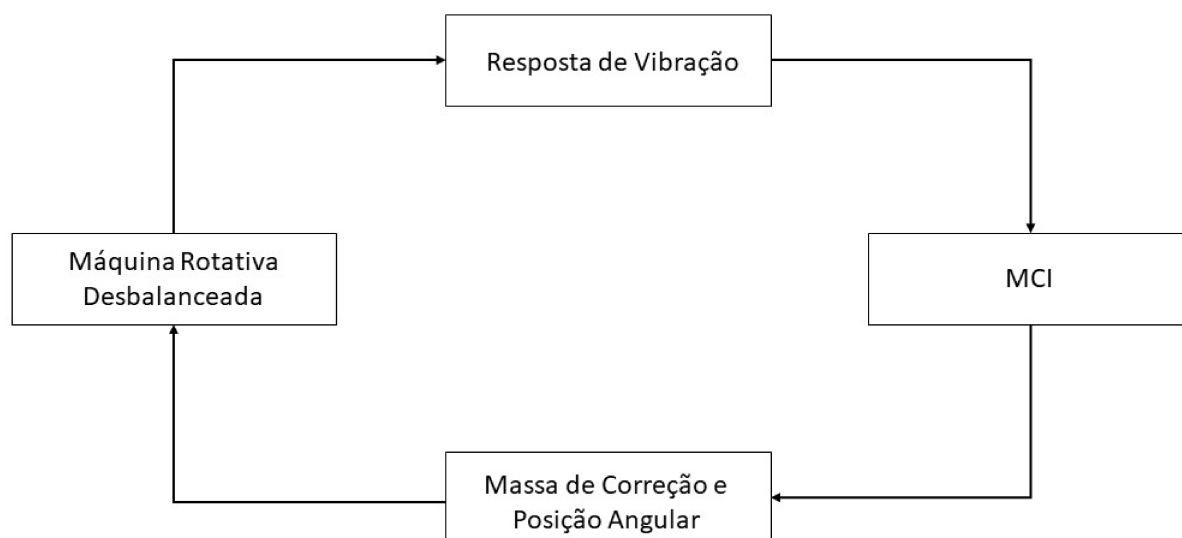 Resposta de Vibração
Máquina Rotativa
Desbalanceada
MCI
Massa de Correção e
Posição Angular